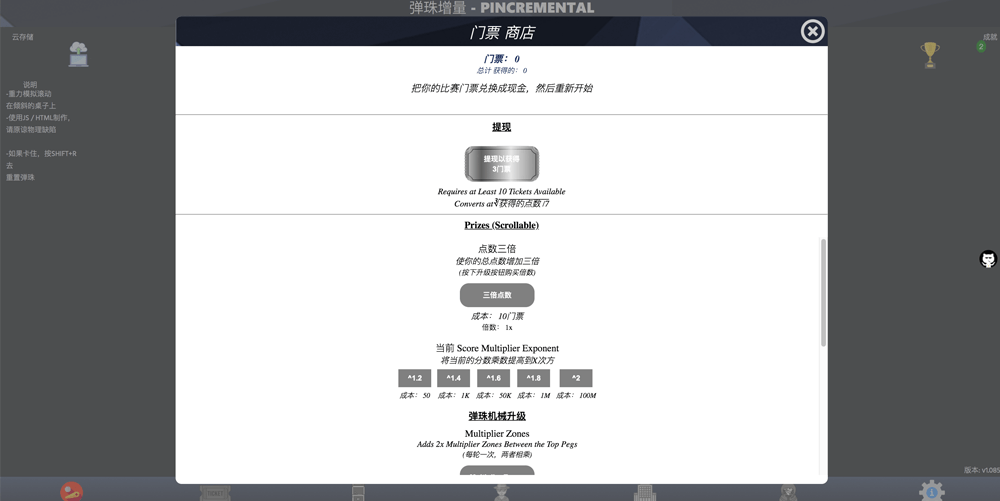 弹珠增量 - PINCREMENTAL
云存储
成就
2
说明
-重力模拟滚动
在倾斜的桌子上
-使用JS / HTML制作，
请原谅物理缺陷
-如果卡住，按SHIFT+R
去
重置弹珠
门票 商店
门票： 0
总计 获得的： 0
把你的比赛门票兑换成现金，然后重新开始
提现
提现以获得
3门票
Requires at Least 10 Tickets Available
Converts at ∛获得的点数 /7
Prizes (Scrollable)
点数三倍
使你的总点数增加三倍
(按下升级按钮购买倍数)
三倍点数
成本： 10门票
倍数： 1x
当前 Score Multiplier Exponent
将当前的分数乘数提高到X次方
^1.2 ^1.4 ^1.6 ^1.8 ^2
成本： 50 成本： 1K 成本： 50K 成本： 1M 成本： 100M
弹珠机械升级
Multiplier Zones
Adds 2x Multiplier Zones Between the Top Pegs
(每轮一次，两者相乘)
版本: v1.085